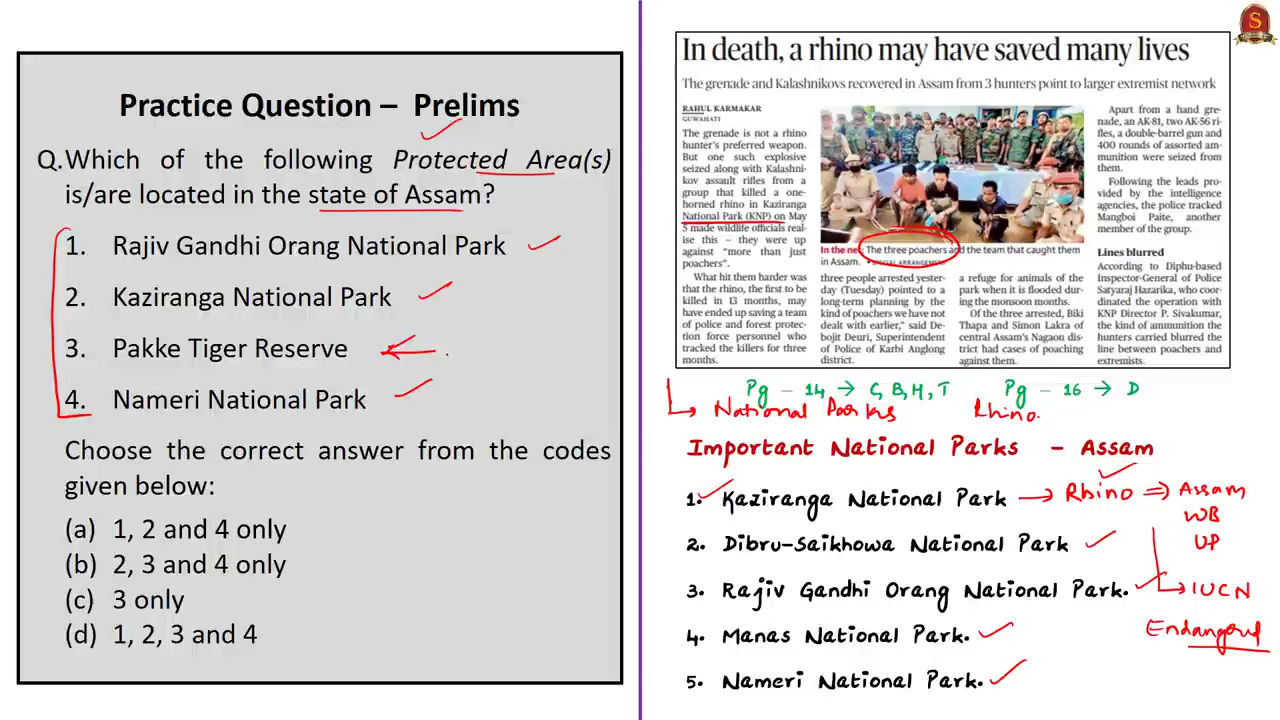 Practice Question – Prelims
Q. Which of the following Protected Area(s)
is/are located in the state of Assam?
1. Rajiv Gandhi Orang National Park
2. Kaziranga National Park
3. Pakke Tiger Reserve
4. Nameri National Park
Choose the correct answer from the codes
given below:
(a) 1, 2 and 4 only
(b) 2, 3 and 4 only
(c) 3 only
(d) 1, 2, 3 and 4
S
In death, a rhino may have saved many lives
The grenade and Kalashnikovs recovered in Assam from 3 hunters point to larger extremist network
RAHUL KARMAKAR
GUWAHATI
The grenade is not a rhino
hunter's preferred weapon.
But one such explosive
seized along with Kalashni-
kov assault rifles from a
group that killed a one-
horned rhino in Kaziranga
National Park (KNP) on May
5 made wildlife officials real-
ise this – they were up
against "more than just
poachers".
What hit them harder was
that the rhino, the first to be
killed in 13 months, may
have ended up saving a team
of police and forest protec-
tion force personnel who
tracked the killers for three
months.
In the net: The three poachers and the team that caught them
in Assam. • SPECIAL ARRANGEMENT
three people arrested yester-
day (Tuesday) pointed to a
long-term planning by the
kind of poachers we have not
dealt with earlier," said De-
bojit Deuri, Superintendent
of Police of Karbi Anglong
district.
a refuge for animals of the
park when it is flooded dur-
ing the monsoon months.
Of the three arrested, Biki
Thapa and Simon Lakra of
central Assam's Nagaon dis-
trict had cases of poaching
against them.
Apart from a hand gre-
nade, an AK-81, two AK-56 ri-
fles, a double-barrel gun and
400 rounds of assorted am-
munition were seized from
them.
Following the leads pro-
vided by the intelligence
agencies, the police tracked
Mangboi Paite, another
member of the group.
Lines blurred
According to Diphu-based
Inspector-General of Police
Satyaraj Hazarika, who coor-
dinated the operation with
KNP Director P. Sivakumar,
the kind of ammunition the
hunters carried blurred the
line between poachers and
extremists.
Pg – 14 → C, B, H, T Pg – 16 → D
National Parks Rhino.
Important National Parks - Assam
1. Kaziranga National Park → Rhino ⇒ Assam
WB
UP
2. Dibru-Saikhowa National Park
3. Rajiv Gandhi Orang National Park. → IUCN
Endangered
4. Manas National Park.
5. Nameri National Park.